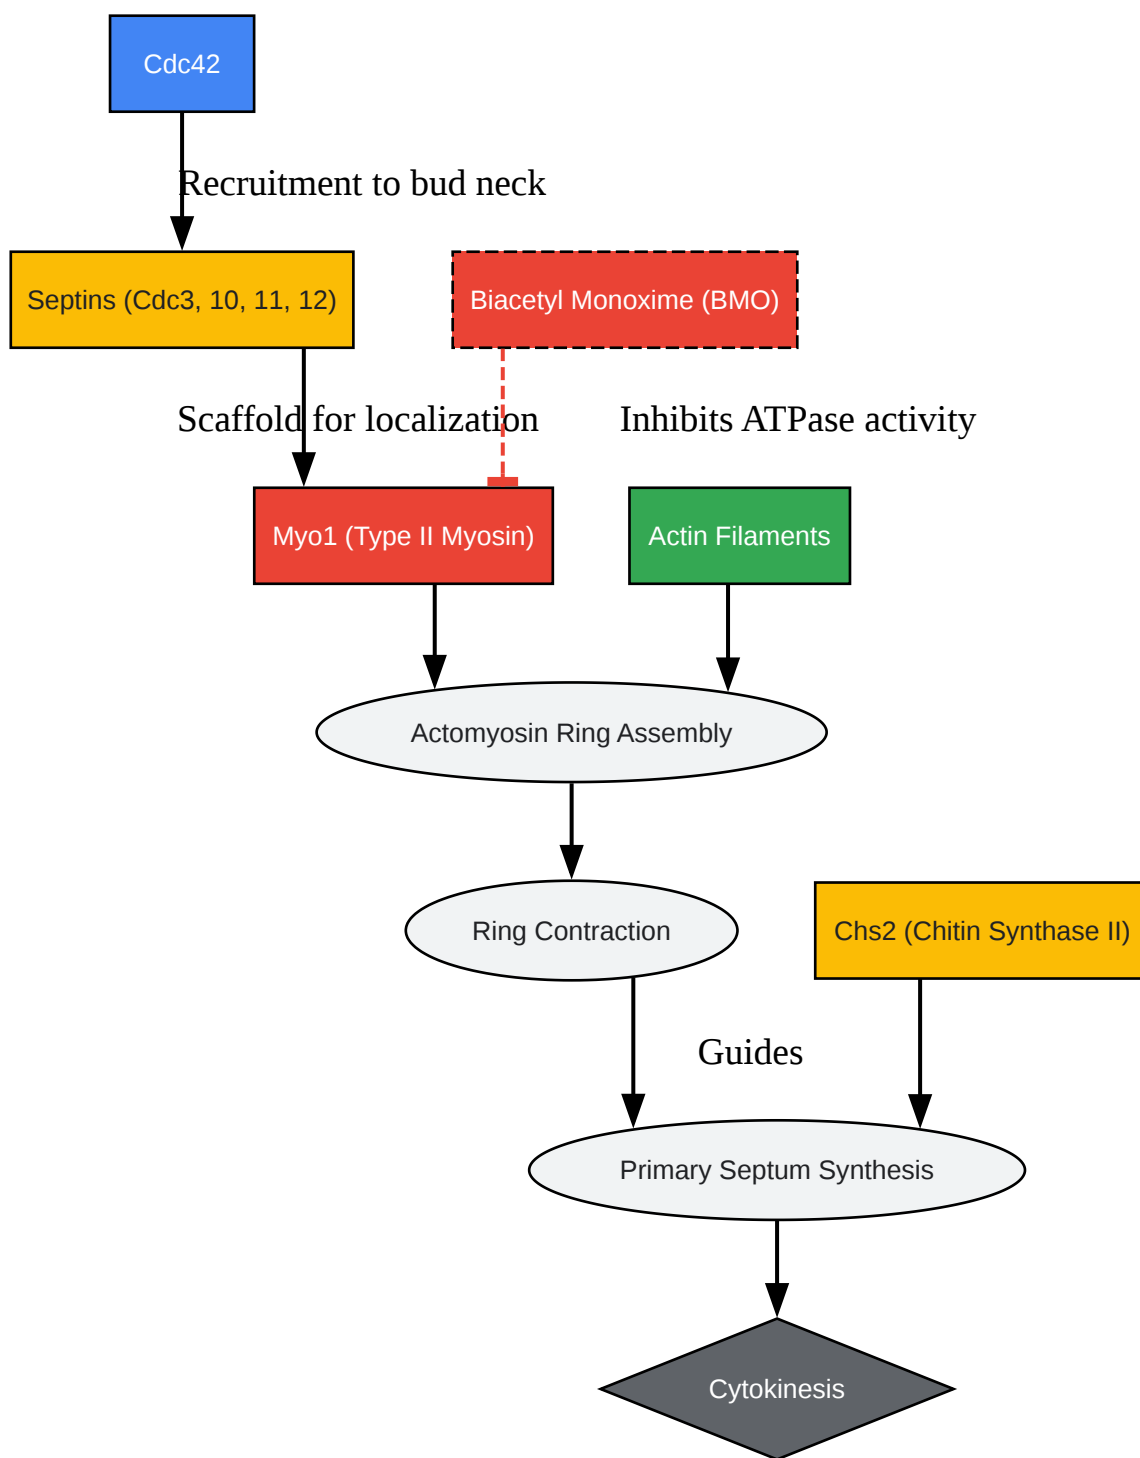 Cdc42
Recruitment to bud neck
Septins (Cdc3, 10, 11, 12)
Biacetyl Monoxime (BMO)
Scaffold for localization
Inhibits ATPase activity
Myo1 (Type II Myosin)
Actin Filaments
Actomyosin Ring Assembly
Ring Contraction
Chs2 (Chitin Synthase II)
Guides
Primary Septum Synthesis
Cytokinesis